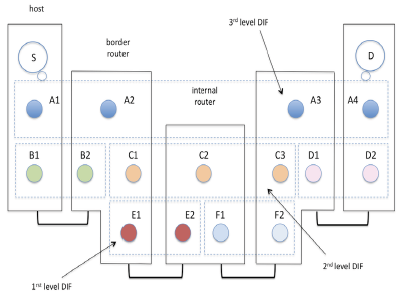 host
3rd level DIF
S
border
router
D
internal
router
A1
A2
A3
A4
B1
B2
C1
C2
C3
D1
D2
E1
E2
F1
F2
1rd level DIF
2nd level DIF